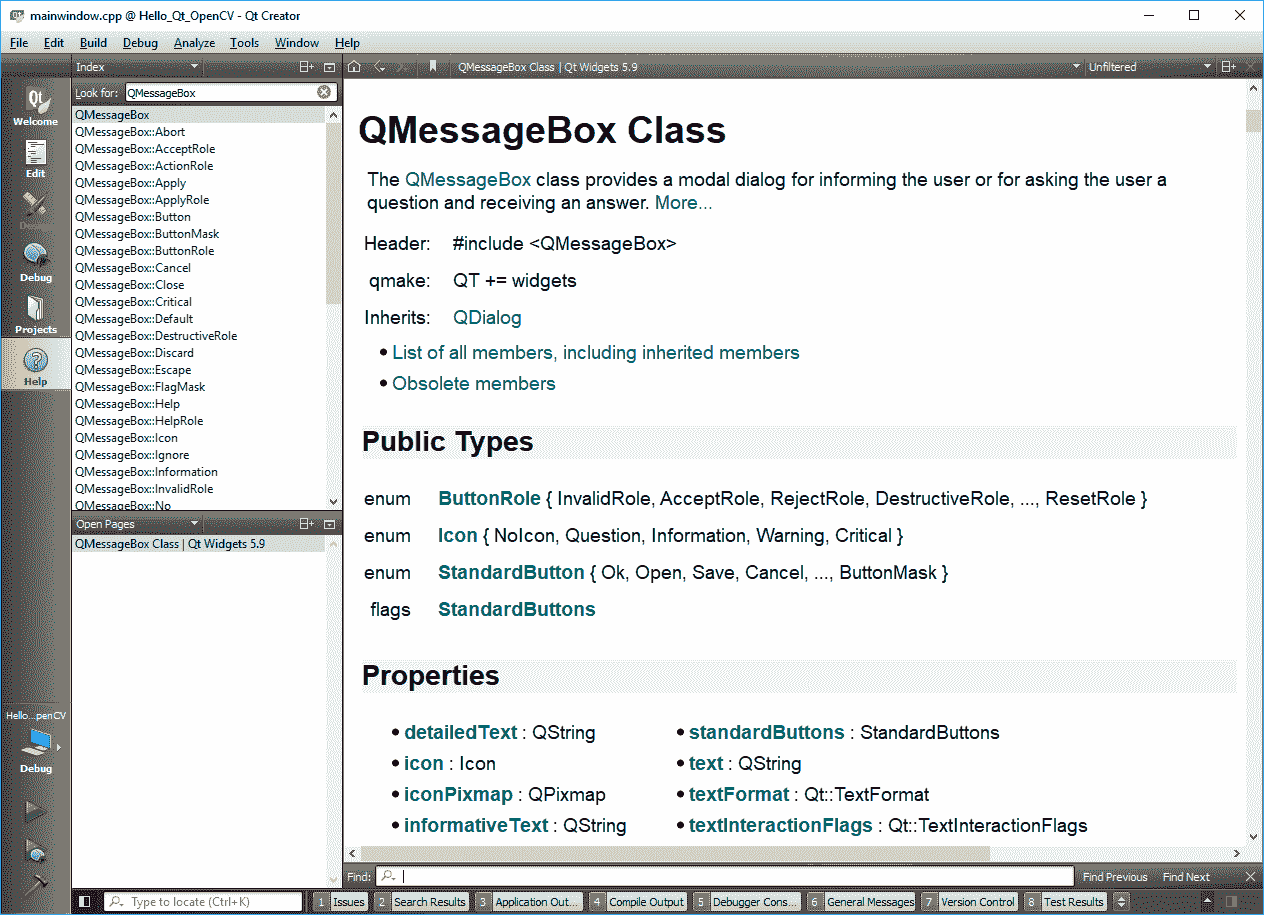 mainwindow.cpp @ Hello_Qt_OpenCV - Qt Creator
File Edit Build Debug Analyze Tools Window Help
Index
QMessageBox Class | Qt Widgets 5.9
Unfiltered
Look for: QMessageBox
Qt
Welcome
Edit
Debug
Projects
Help
QMessageBox
QMessageBox::Abort
QMessageBox::AcceptRole
QMessageBox::ActionRole
QMessageBox::Apply
QMessageBox::ApplyRole
QMessageBox::Button
QMessageBox::ButtonMask
QMessageBox::ButtonRole
QMessageBox::Cancel
QMessageBox::Close
QMessageBox::Critical
QMessageBox::Default
QMessageBox::DestructiveRole
QMessageBox::Discard
QMessageBox::Escape
QMessageBox::FlagMask
QMessageBox::Help
QMessageBox::HelpRole
QMessageBox::Icon
QMessageBox::Ignore
QMessageBox::Information
QMessageBox::InvalidRole
QMessageBox::No
Open Pages
QMessageBox Class | Qt Widgets 5.9
QMessageBox Class
The QMessageBox class provides a modal dialog for informing the user or for asking the user a
question and receiving an answer. More...
Header: #include <QMessageBox>
qmake: QT += widgets
Inherits: QDialog
• List of all members, including inherited members
• Obsolete members
Public Types
enum ButtonRole { InvalidRole, AcceptRole, RejectRole, DestructiveRole, ..., ResetRole }
enum Icon { NoIcon, Question, Information, Warning, Critical }
enum StandardButton { Ok, Open, Save, Cancel, ..., ButtonMask }
flags StandardButtons
Properties
• detailedText : QString
• icon : Icon
• iconPixmap : QPixmap
• informativeText : QString
• standardButtons : StandardButtons
• text : QString
• textFormat : Qt::TextFormat
• textInteractionFlags : Qt::TextInteractionFlags
Hello...penCV
Debug
Find:
Find Previous Find Next
Type to locate (Ctrl+K)
1 Issues 2 Search Results 3 Application Out... 4 Compile Output 5 Debugger Cons... 6 General Messages 7 Version Control 8 Test Results